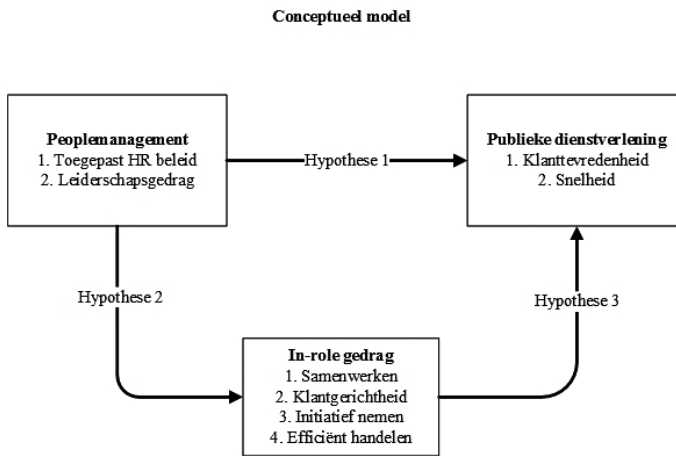 Conceptueel model
Peoplemanagement
1. Toegepast HR beleid
2. Leiderschapsgedrag
Hypothese 1
Publieke dienstverlening
1. Klanttevredenheid
2. Snelheid
Hypothese 2
Hypothese 3
In-role gedrag
1. Samenwerken
2. Klantgerichtheid
3. Initiatief nemen
4. Efficiënt handelen